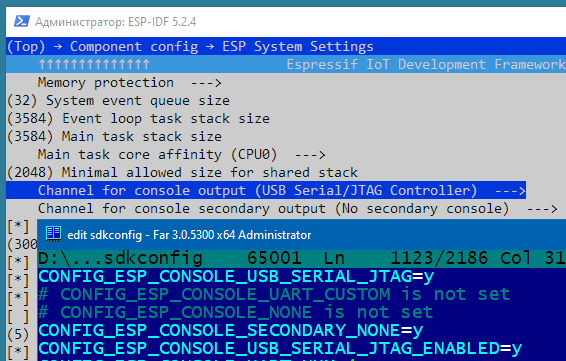 Администратор: ESP-IDF 5.2.4
(Top) → Component config → ESP System Settings
↑↑↑↑↑↑↑↑↑↑↑↑↑↑ Espressif IoT Development Framework
Memory protection --->
(32) System event queue size
(3584) Event loop task stack size
(3584) Main task stack size
Main task core affinity (CPU0) --->
(2048) Minimal allowed size for shared stack
Channel for console output (USB Serial/JTAG Controller) --->
Channel for console secondary output (No secondary console) --->
[*]
edit sdkconfig - Far 3.0.5300 x64 Administrator
(300
D:\...sdkconfig 65001 Ln 1123/2186 Col 31
[*]
CONFIG_ESP_CONSOLE_USB_SERIAL_JTAG=y
[*]
# CONFIG_ESP_CONSOLE_UART_CUSTOM is not set
[*]
# CONFIG_ESP_CONSOLE_NONE is not set
(5)
CONFIG_ESP_CONSOLE_SECONDARY_NONE=y
[*]
CONFIG_ESP_CONSOLE_USB_SERIAL_JTAG_ENABLED=y